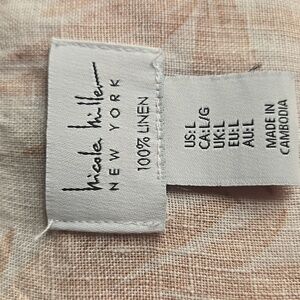 Nicole Miller
NEW YORK
100% LINEN
US:L
CA:L/G
UK:L
EU:L
AU:L
MADE IN
CAMBODIA